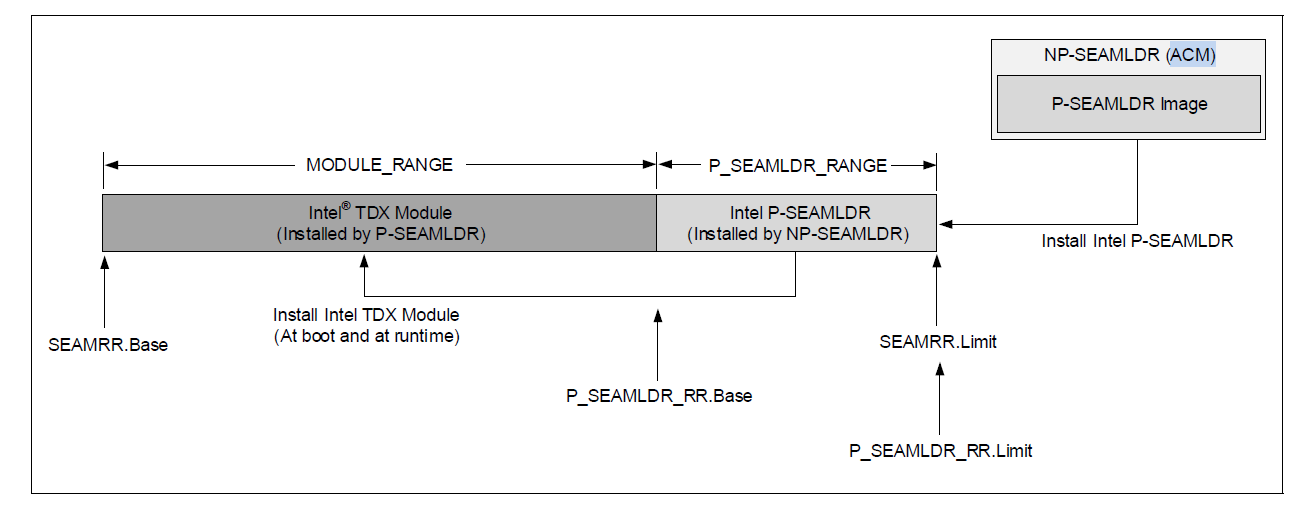 NP-SEAMLDR (ACM)
P-SEAMLDR Image
MODULE_RANGE
P_SEAMLDR_RANGE
Intel® TDX Module
(Installed by P-SEAMLDR)
Intel P-SEAMLDR
(Installed by NP-SEAMLDR)
Install Intel P-SEAMLDR
Install Intel TDX Module
(At boot and at runtime)
SEAMRR.Base
SEAMRR.Limit
P_SEAMLDR_RR.Base
P_SEAMLDR_RR.Limit